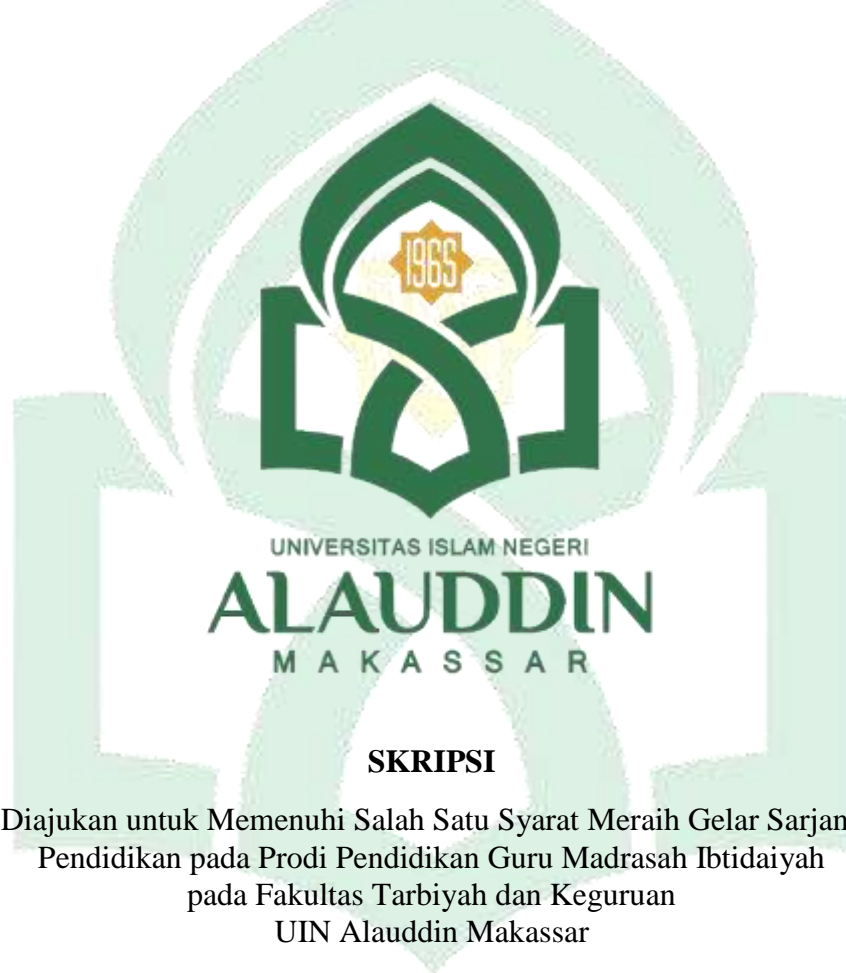 1965
UNIVERSITAS ISLAM NEGERI
ALAUDDIN
MAKASSAR
SKRIPSI
Diajukan untuk Memenuhi Salah Satu Syarat Meraih Gelar Sarjan
Pendidikan pada Prodi Pendidikan Guru Madrasah Ibtidaiyah
pada Fakultas Tarbiyah dan Keguruan
UIN Alauddin Makassar